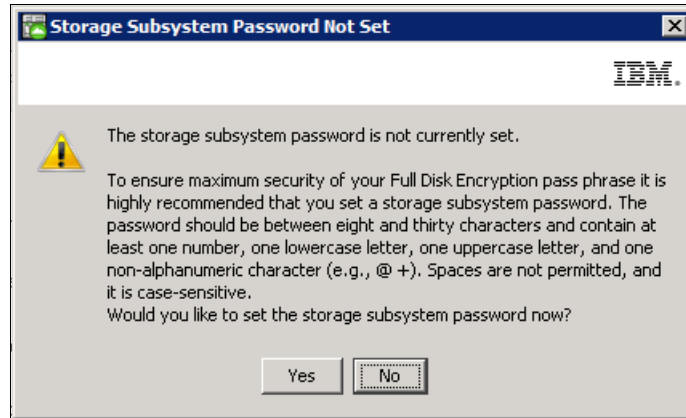 Storage Subsystem Password Not Set
IBM.
The storage subsystem password is not currently set.
To ensure maximum security of your Full Disk Encryption pass phrase it is
highly recommended that you set a storage subsystem password. The
password should be between eight and thirty characters and contain at
least one number, one lowercase letter, one uppercase letter, and one
non-alphanumeric character (e.g., @ +). Spaces are not permitted, and
it is case-sensitive.
Would you like to set the storage subsystem password now?
Yes No